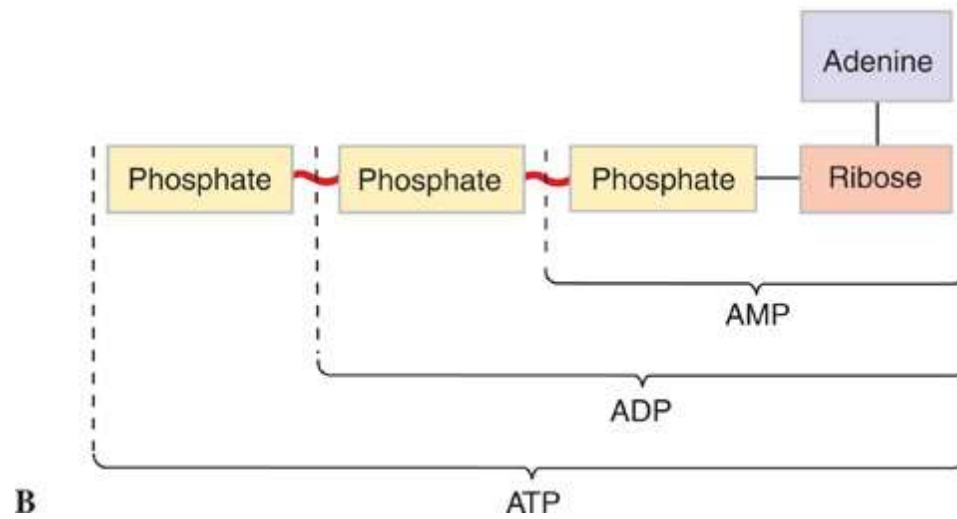 Adenine
Phosphate Phosphate Phosphate Ribose
AMP
ADP
ATP
B